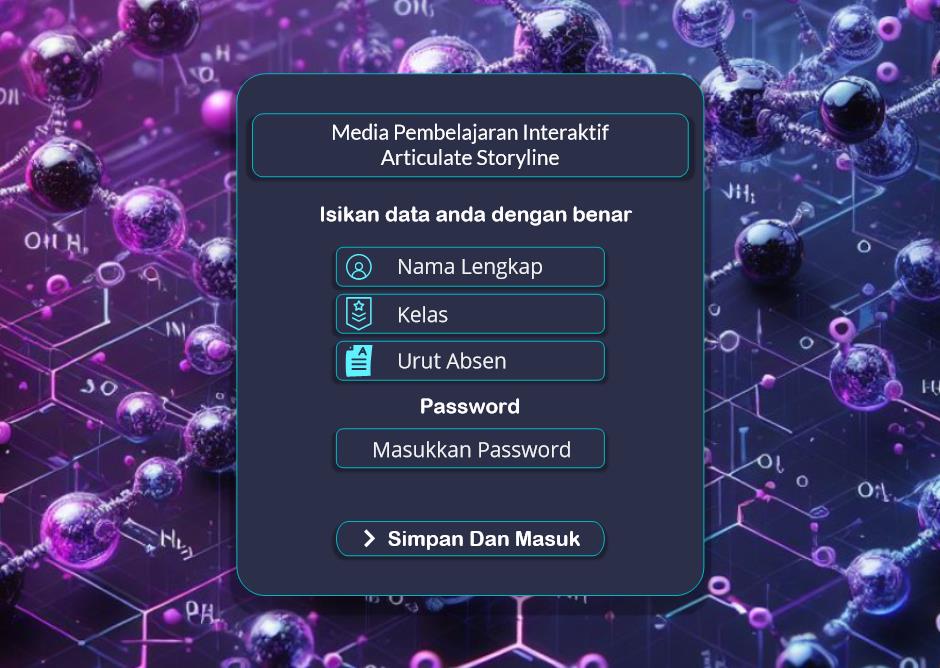 Media Pembelajaran Interaktif
Articulate Storyline
Isikan data anda dengan benar
Nama Lengkap
Kelas
Urut Absen
Password
Masukkan Password
Simpan Dan Masuk